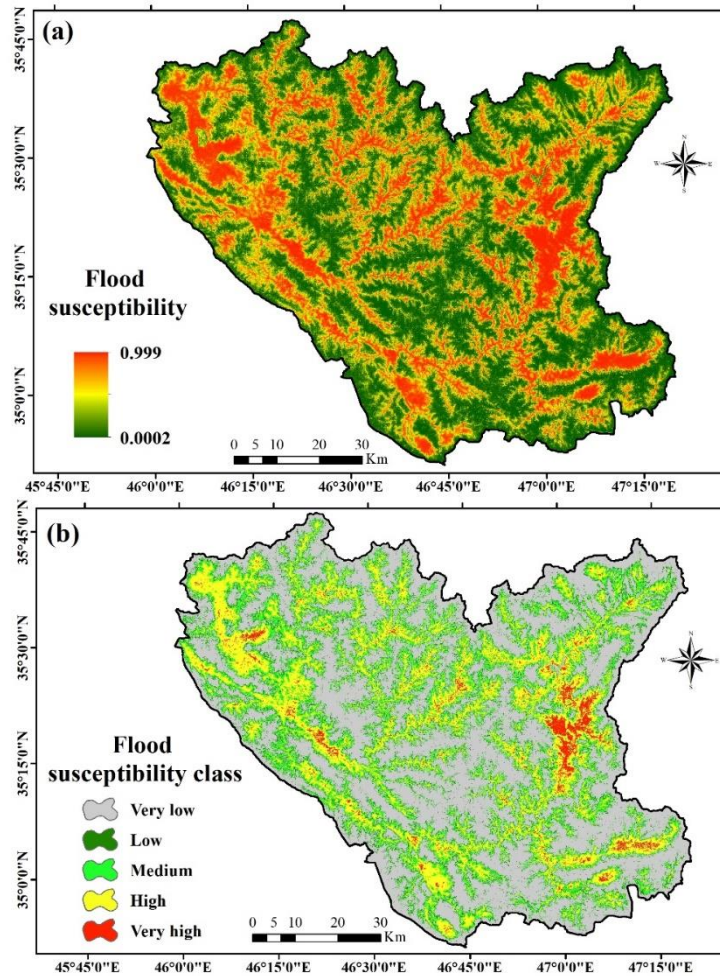 (a)
35°45'0"N
35°30'0"N
35°15'0"N
35°0'0"N
N
W
E
S
Flood
susceptibility
0.999
0.0002
0 5 10 20 30
Km
45°45'0"E 46°0'0"E 46°15'0"E 46°30'0"E 46°45'0"E 47°0'0"E 47°15'0"E
(b)
35°45'0"N
35°30'0"N
35°15'0"N
35°0'0"N
N
W
E
S
Flood
susceptibility class
Very low
Low
Medium
High
Very high
0 5 10 20 30
Km
45°45'0"E 46°0'0"E 46°15'0"E 46°30'0"E 46°45'0"E 47°0'0"E 47°15'0"E